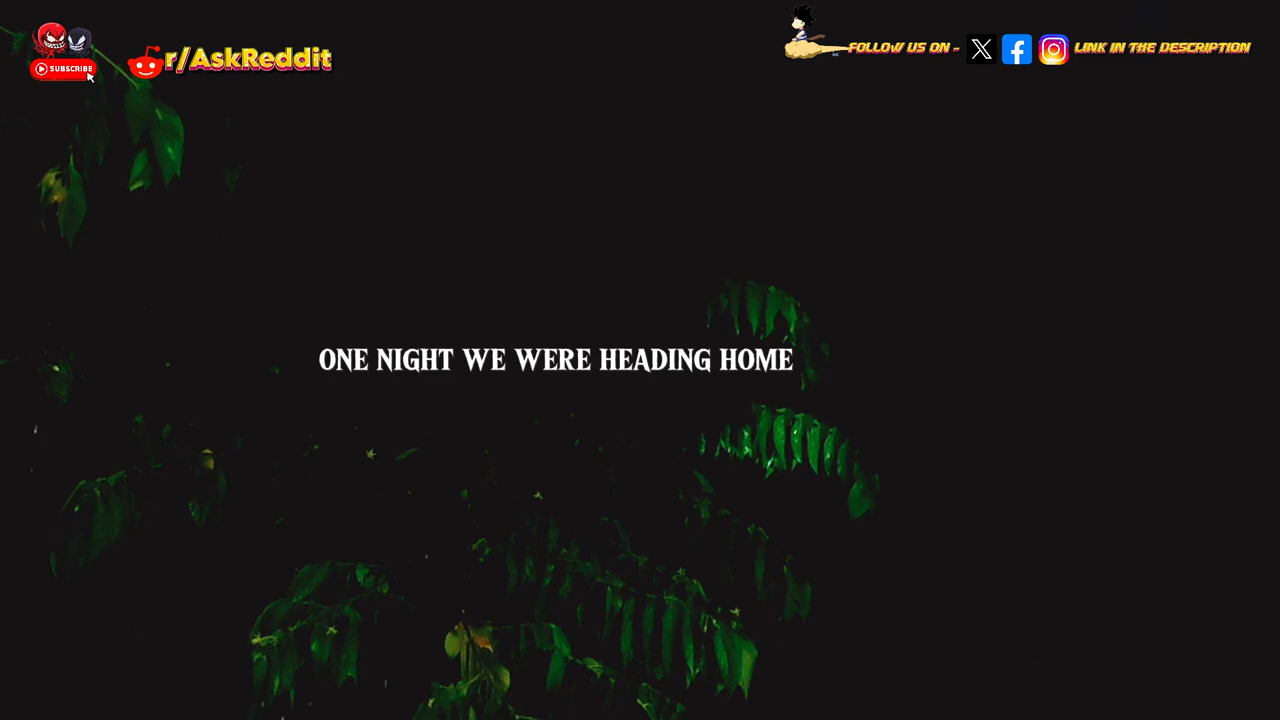 SUBSCRIBE
r/AskReddit
FOLLOW US ON -
LINK IN THE DESCRIPTION
ONE NIGHT WE WERE HEADING HOME